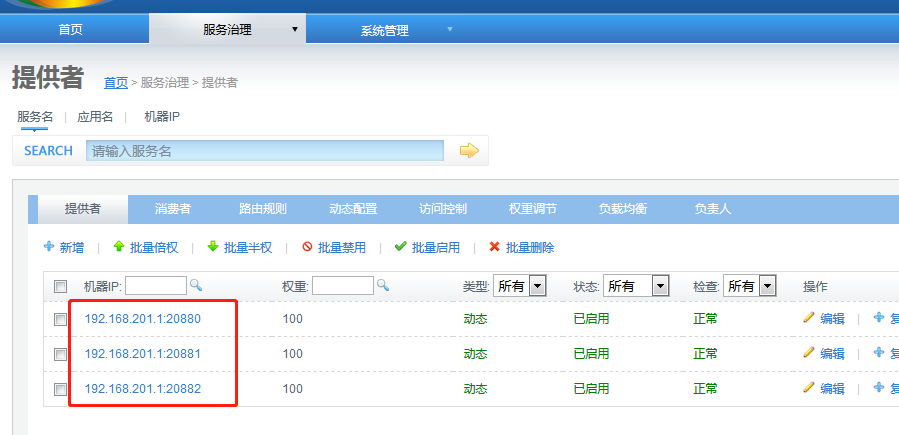 首页 服务治理 系统管理
提供者 首页 > 服务治理 > 提供者
服务名 | 应用名 | 机器IP
SEARCH 请输入服务名
提供者 消费者 路由规则 动态配置 访问控制 权重调节 负载均衡 负责人
新增 | 批量倍权 | 批量半权 | 批量禁用 | 批量启用 | 批量删除
机器IP: 权重: 类型: 所有 状态: 所有 检查: 所有 操作
192.168.201.1:20880 100 动态 已启用 正常 编辑 |
192.168.201.1:20881 100 动态 已启用 正常 编辑 |
192.168.201.1:20882 100 动态 已启用 正常 编辑 |